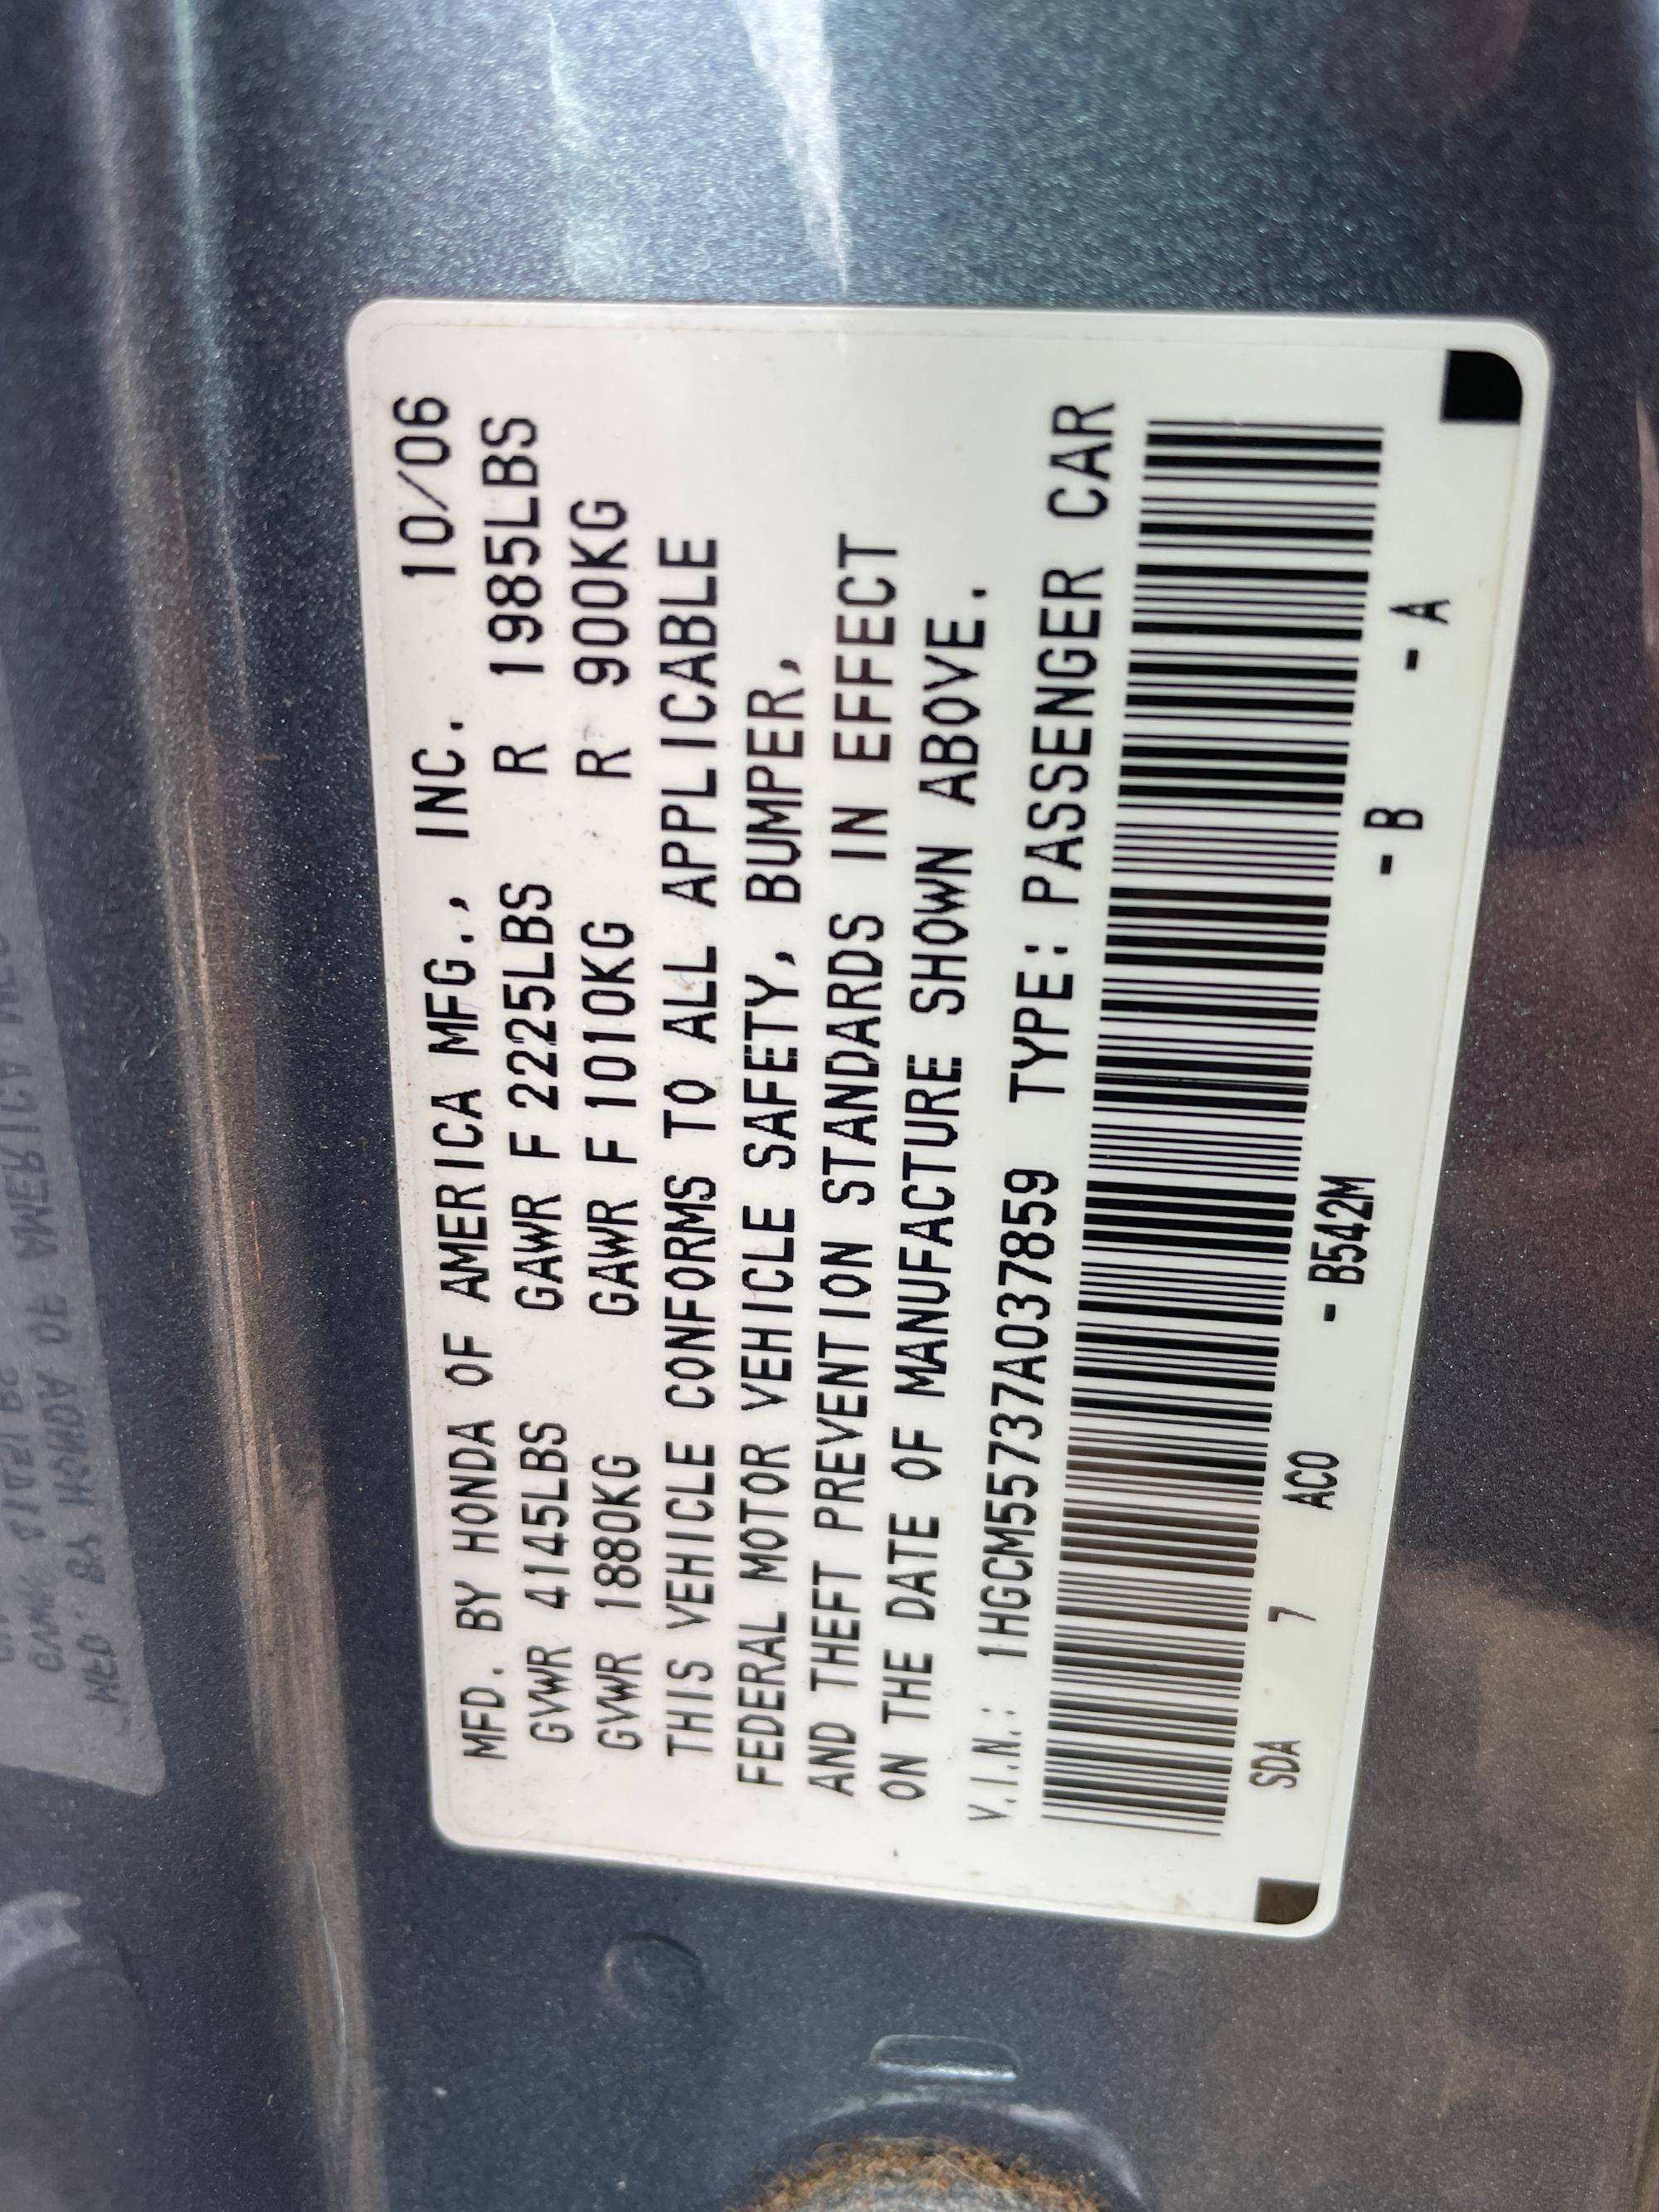 MFD. BY HONDA OF AMERICA MFG., INC. 10/06
GVWR 4145LBS GAWR F 2225LBS R 1985LBS
GVWR 1880KG GAWR F 1010KG R 900KG
THIS VEHICLE CONFORMS TO ALL APPLICABLE
FEDERAL MOTOR VEHICLE SAFETY, BUMPER,
AND THEFT PREVENTION STANDARDS IN EFFECT
ON THE DATE OF MANUFACTURE SHOWN ABOVE.
V.I.N.: 1HGCM55737A037859 TYPE: PASSENGER CAR
SDA 7 AC0 - B542M - B - A